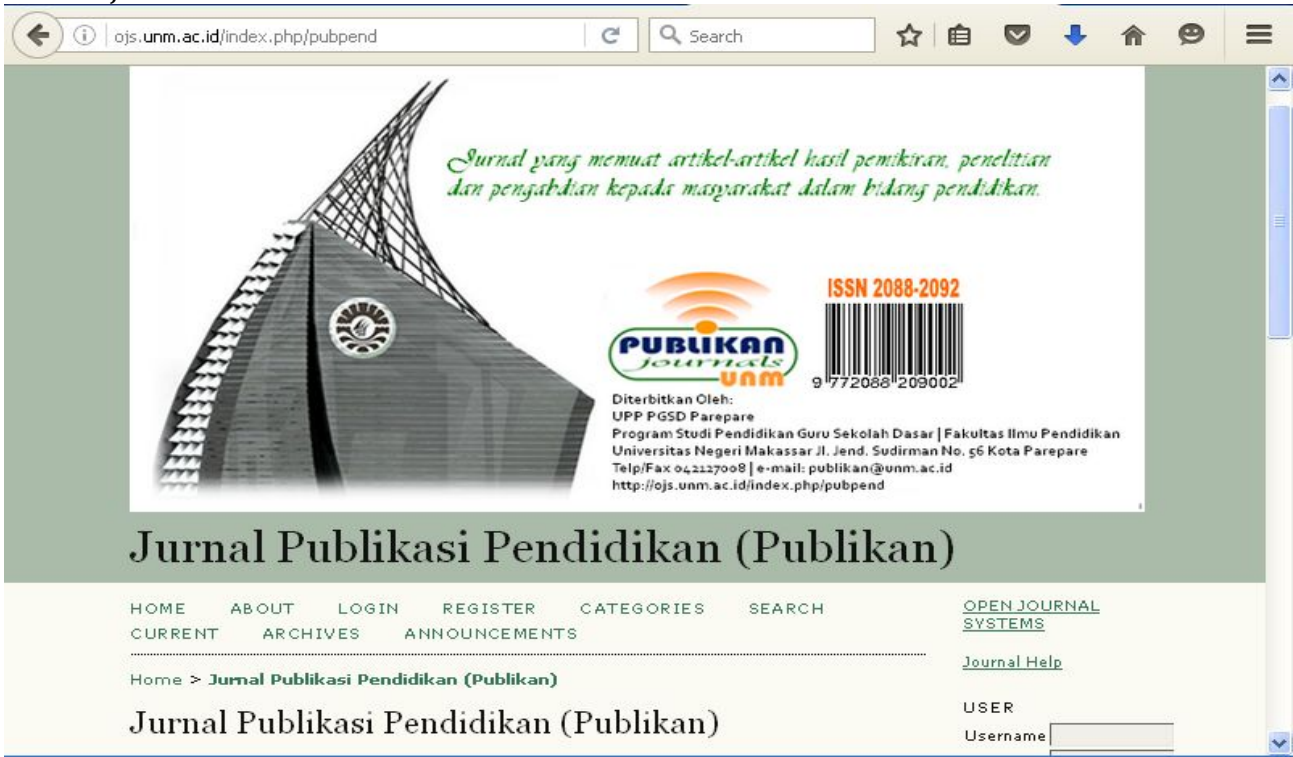 ojs.unm.ac.id/index.php/pubpend
Search
Jurnal yang memuat artikel-artikel hasil pemikiran, penelitian
dan pengabdian kepada masyarakat dalam bidang pendidikan.
ISSN 2088-2092
PUBLIKAN
journals
UNM
9 772088 209002
Diterbitkan Oleh:
UPP PGSD Parepare
Program Studi Pendidikan Guru Sekolah Dasar | Fakultas Ilmu Pendidikan
Universitas Negeri Makassar Jl. Jend. Sudirman No. 56 Kota Parepare
Telp/Fax 042127008 | e-mail: publikan@unm.ac.id
http://ojs.unm.ac.id/index.php/pubpend
Jurnal Publikasi Pendidikan (Publikan)
HOME ABOUT LOGIN REGISTER CATEGORIES SEARCH
CURRENT ARCHIVES ANNOUNCEMENTS
Home > Jurnal Publikasi Pendidikan (Publikan)
Jurnal Publikasi Pendidikan (Publikan)
OPEN JOURNAL
SYSTEMS
Journal Help
USER
Username